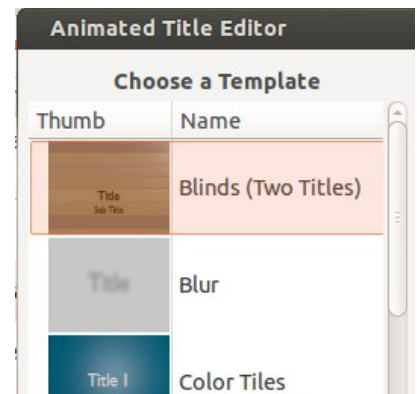 Animated Title Editor
Choose a Template
Thumb Name
Title
Sub Title
Blinds (Two Titles)
Title
Blur
Title 1
Color Tiles